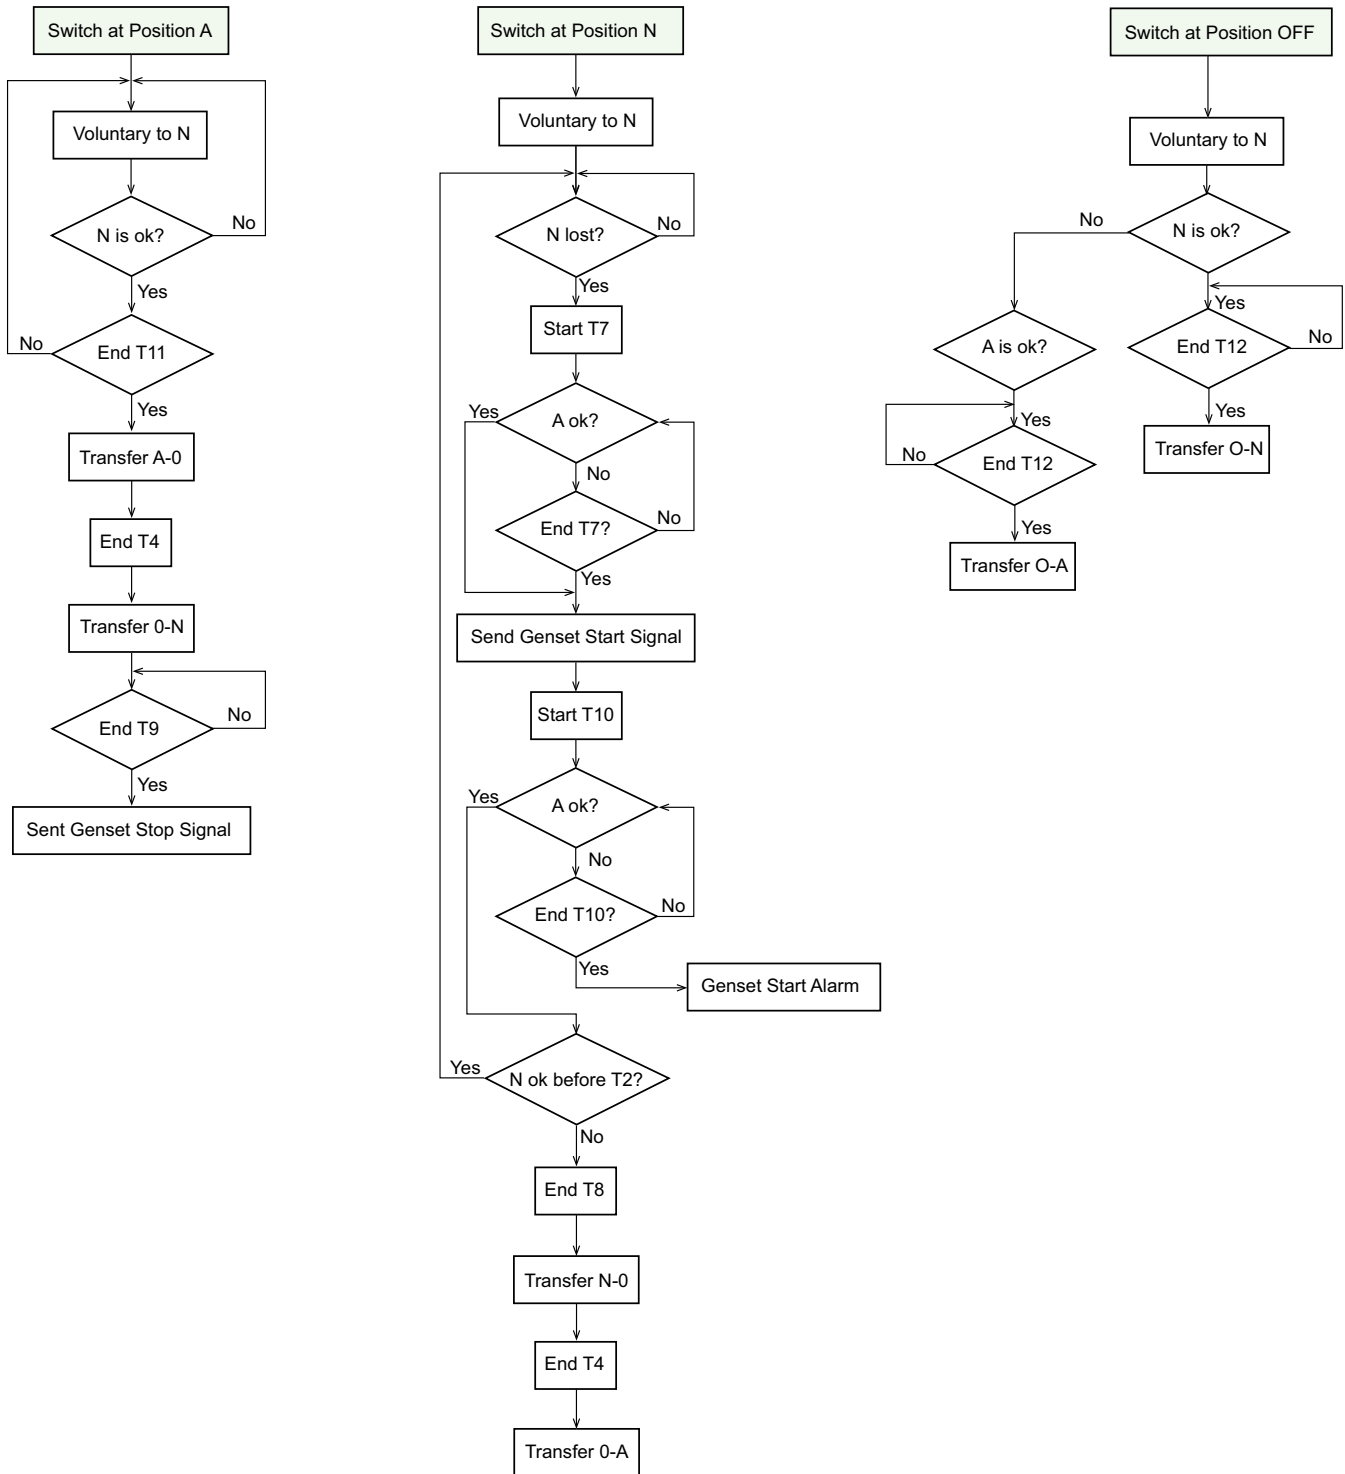 Switch at Position A
Voluntary to N
N is ok?
No
Yes
End T11
No
Yes
Transfer A-0
End T4
Transfer 0-N
End T9
No
Yes
Sent Genset Stop Signal
Switch at Position N
Voluntary to N
N lost?
No
Yes
Start T7
Yes
A ok?
No
End T7?
No
Yes
Send Genset Start Signal
Start T10
Yes
A ok?
No
End T10?
No
Yes
Genset Start Alarm
Yes
N ok before T2?
No
End T8
Transfer N-0
End T4
Transfer 0-A
Switch at Position OFF
Voluntary to N
No
N is ok?
Yes
A is ok?
End T12
No
Yes
Transfer O-N
Yes
No
End T12
Yes
Transfer O-A